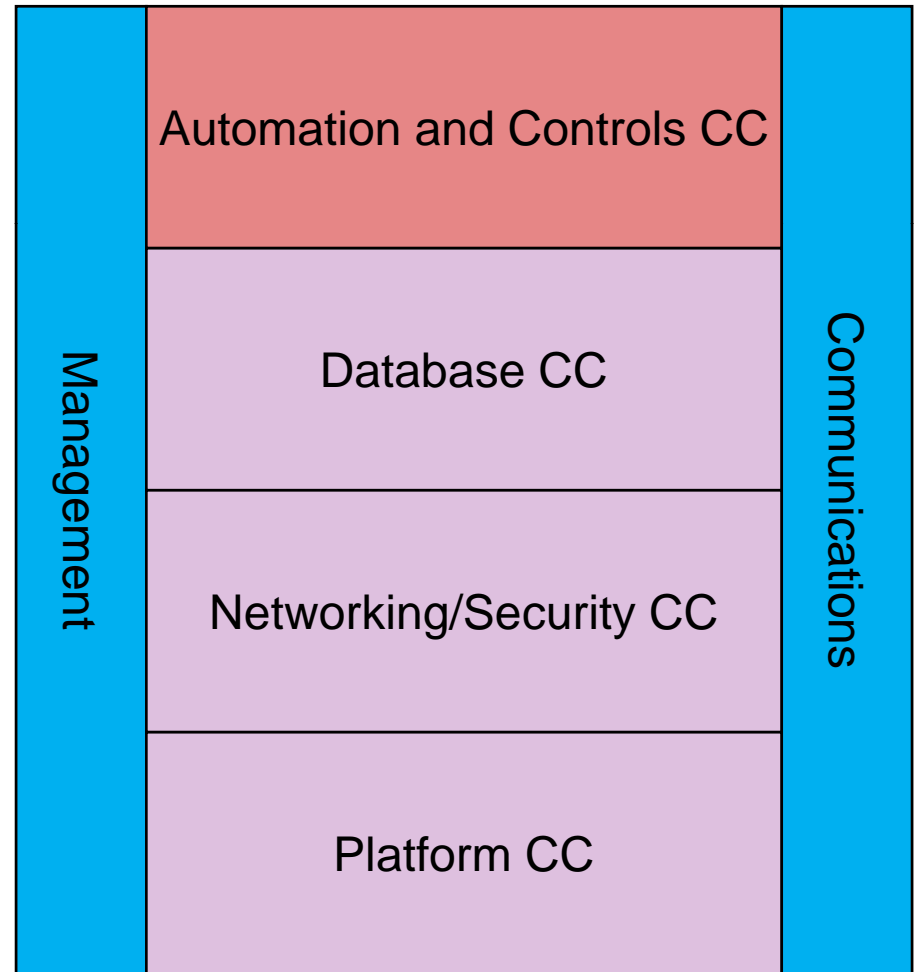 Management
Automation and Controls CC
Database CC
Networking/Security CC
Platform CC
Communications